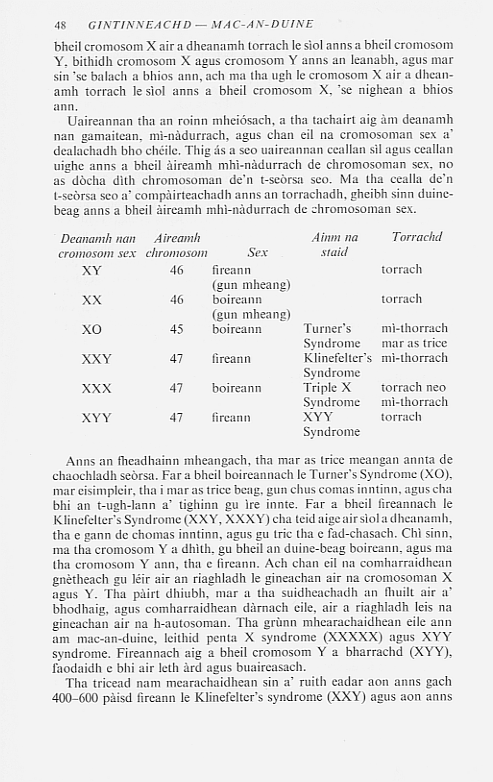 48 GINTINNEACHD — MAC-AN-DUINE
bheil cromosom X air a dheanamh torrach le sìol anns a bheil cromosom
Y, bithidh cromosom X agus cromosom Y anns an leanabh, agus mar
sin 'se balach a bhios ann, ach ma tha ugh le cromosom X air a dhean-
amh torrach le sìol anns a bheil cromosom X, 'se nighean a bhios
ann.
Uaireannan tha an roinn mheiósach, a tha tachairt aig àm deanamh
nan gamaitean, mì-nàdurrach, agus chan eil na cromosoman sex a'
dealachadh bho chéile. Thig ás a seo uaireannan ceallan sìl agus ceallan
uighe anns a bheil àireamh mhì-nàdurrach de chromosoman sex, no
as dòcha dìth chromosoman de'n t-seòrsa seo. Ma tha cealla de'n
t-seòrsa seo a' compàirteachadh anns an torrachadh, gheibh sinn duine-
beag anns a bheil àireamh mhì-nàdurrach de chromosoman sex.
Deanamh nan Aireamh Ainm na Torrachd
cromosom sex chromosom Sex staid
XY 46 fireann torrach
(gun mheang)
XX 46 boireann torrach
(gun mheang)
XO 45 boireann Turner's mì-thorrach
Syndrome mar as trice
XXY 47 fireann Klinefelter's mì-thorrach
Syndrome
XXX 47 boireann Triple X torrach neo
Syndrome mì-thorrach
XYY 47 fireann XYY torrach
Syndrome
Anns an fheadhainn mheangach, tha mar as trice meangan annta de
chaochladh seòrsa. Far a bheil boireannach le Turner's Syndrome (XO),
mar eisimpleir, tha i mar as trice beag, gun chus comas inntinn, agus cha
bhi an t-ugh-lann a' tighinn gu ìre innte. Far a bheil fireannach le
Klinefelter's Syndrome (XXY, XXXY) cha teid aige air sìol a dheanamh,
tha e gann de chomas inntinn, agus gu tric tha e fad-chasach. Chì sinn,
ma tha cromosom Y a dhìth, gu bheil an duine-beag boireann, agus ma
tha cromosom Y ann, tha e fireann. Ach chan eil na comharraidhean
gnètheach gu léir air an riaghladh le gineachan air na cromosoman X
agus Y. Tha pàirt dhiubh, mar a tha suidheachadh an fhuilt air a'
bhodhaig, agus comharraidhean dàrnach eile, air a riaghladh leis na
gineachan air na h-autosoman. Tha grùnn mhearachaidhean eile ann
am mac-an-duine, leithid penta X syndrome (XXXXX) agus XYY
syndrome. Fireannach aig a bheil cromosom Y a bharrachd (XYY),
faodaidh e bhi air leth àrd agus buaireasach.
Tha tricead nam mearachaidhean sin a' ruith eadar aon anns gach
400–600 pàisd fireann le Klinefelter's syndrome (XXY) agus aon anns